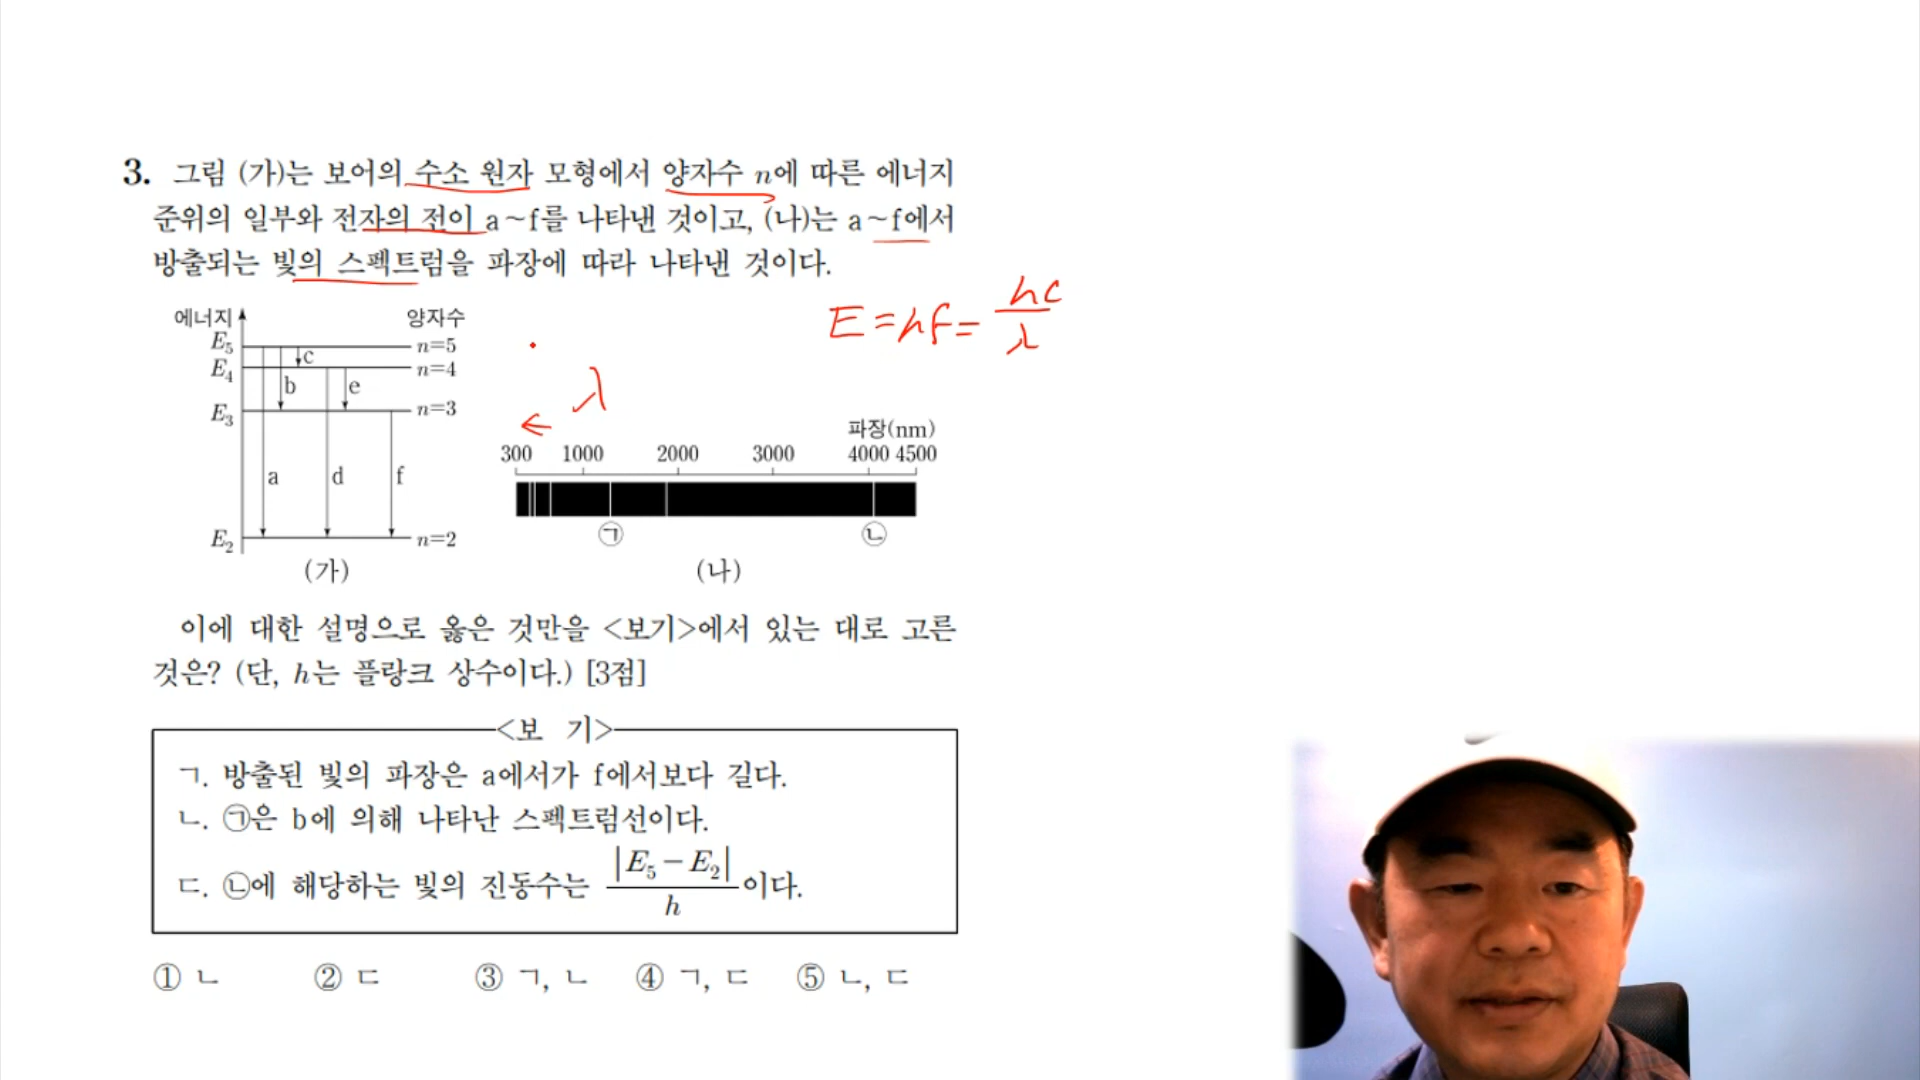 3. 그림 (가)는 보어의 수소 원자 모형에서 양자수 n에 따른 에너지
준위의 일부와 전자의 전이 a~f를 나타낸 것이고, (나)는 a~f에서
방출되는 빛의 스펙트럼을 파장에 따라 나타낸 것이다.
E = hf = hc/λ
에너지 양자수
E₅ n=5
c
E₄ n=4
b e
E₃ n=3
a d f
E₂ n=2
(가)
λ
←
파장(nm)
300 1000 2000 3000 4000 4500
㉠ ㉡
(나)
이에 대한 설명으로 옳은 것만을 <보기>에서 있는 대로 고른
것은? (단, h는 플랑크 상수이다.) [3점]
<보 기>
ㄱ. 방출된 빛의 파장은 a에서가 f에서보다 길다.
ㄴ. ㉠은 b에 의해 나타난 스펙트럼선이다.
ㄷ. ㉡에 해당하는 빛의 진동수는 |E₅−E₂|/h 이다.
① ㄴ ② ㄷ ③ ㄱ, ㄴ ④ ㄱ, ㄷ ⑤ ㄴ, ㄷ